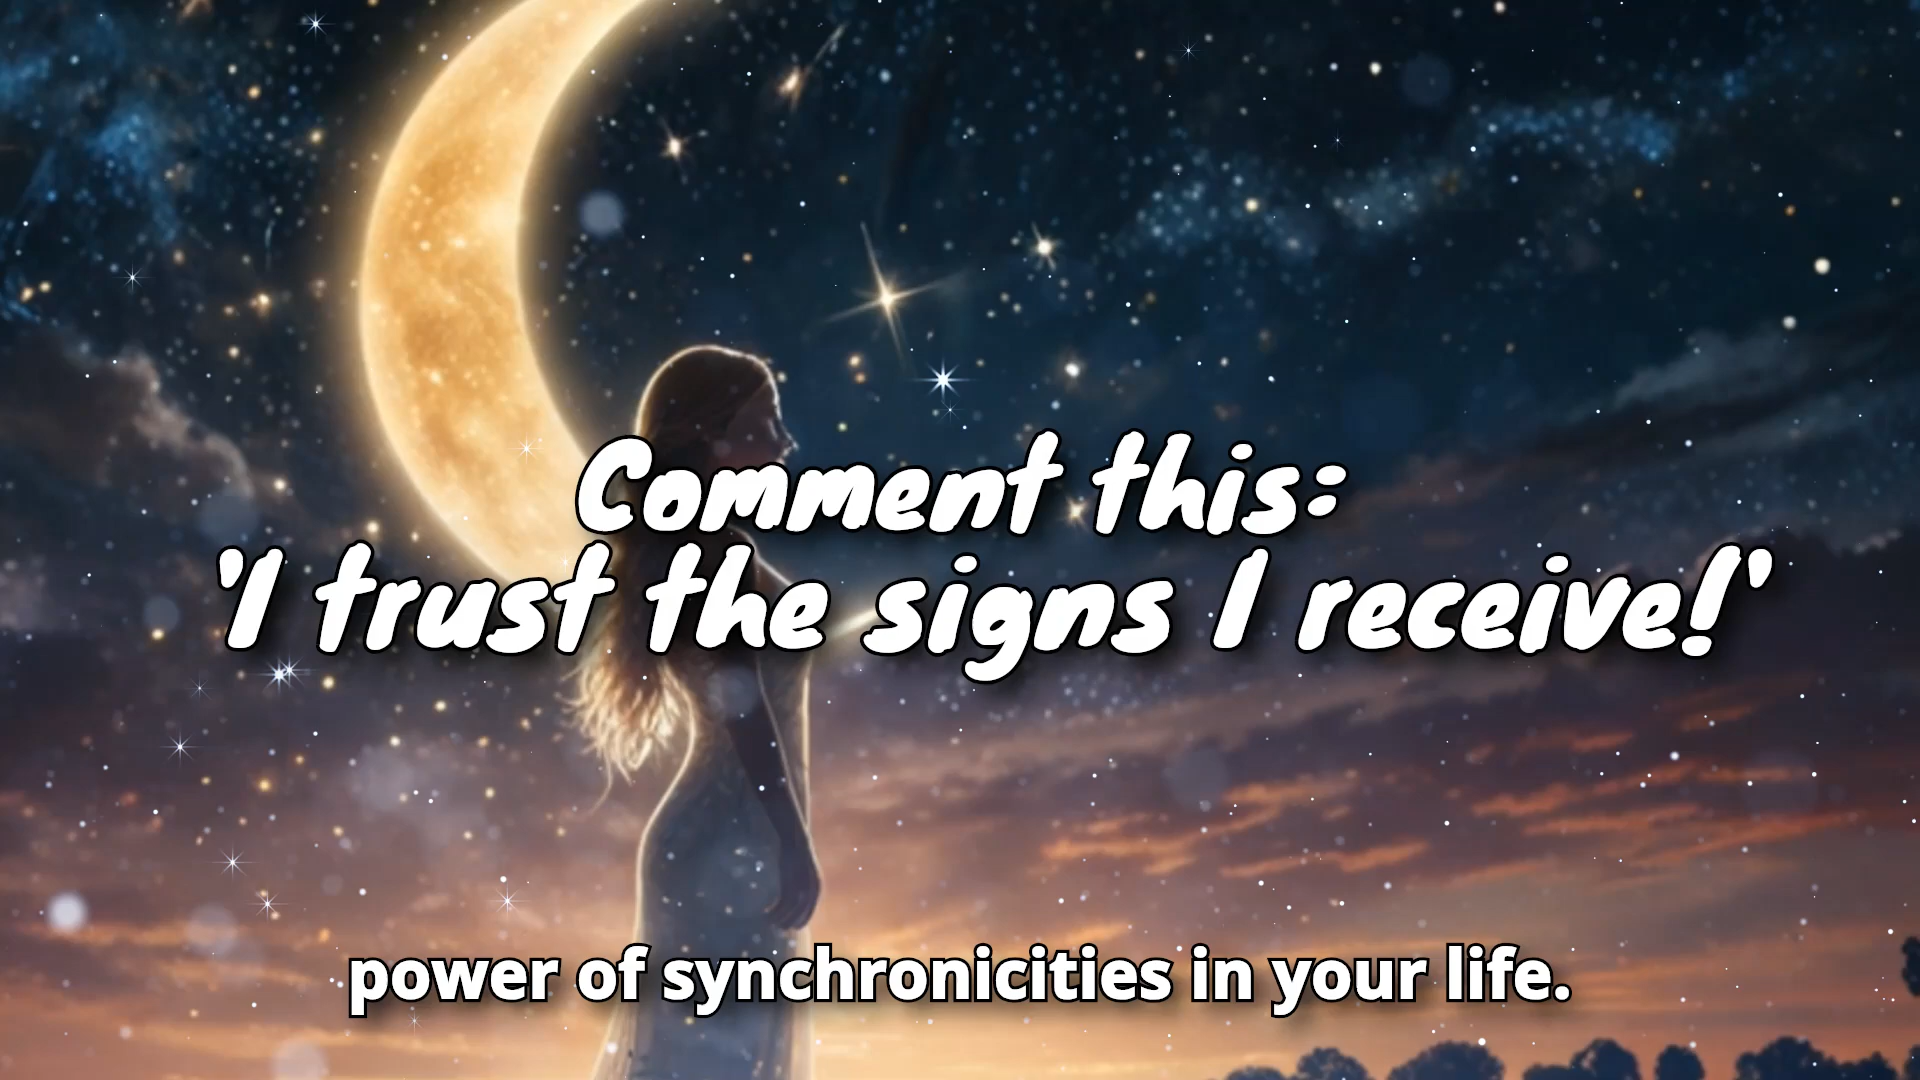 Comment this:
'I trust the signs I receive!'
power of synchronicities in your life.